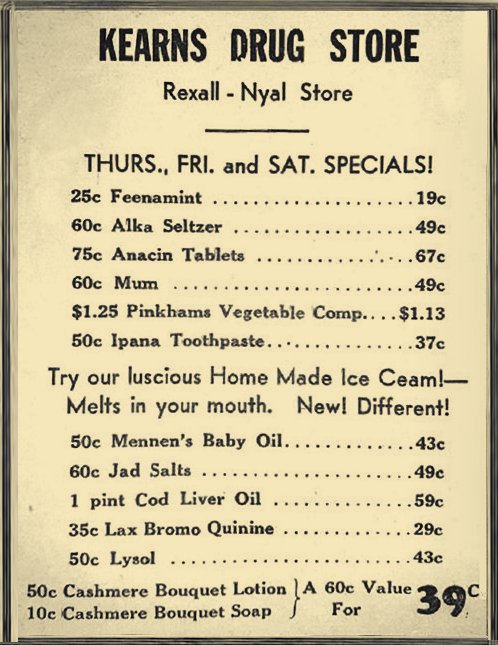 KEARNS DRUG STORE
Rexall - Nyal Store
THURS., FRI. and SAT. SPECIALS!
25c Feenamint ................... 19c
60c Alka Seltzer ................. 49c
75c Anacin Tablets .............. 67c
60c Mum ........................ 49c
$1.25 Pinkhams Vegetable Comp.... $1.13
50c Ipana Toothpaste.............. 37c
Try our luscious Home Made Ice Ceam!—
Melts in your mouth. New! Different!
50c Mennen's Baby Oil............. 43c
60c Jad Salts .................... 49c
1 pint Cod Liver Oil .............. 59c
35c Lax Bromo Quinine ............ 29c
50c Lysol ....................... 43c
50c Cashmere Bouquet Lotion } A 60c Value 39c
10c Cashmere Bouquet Soap } For